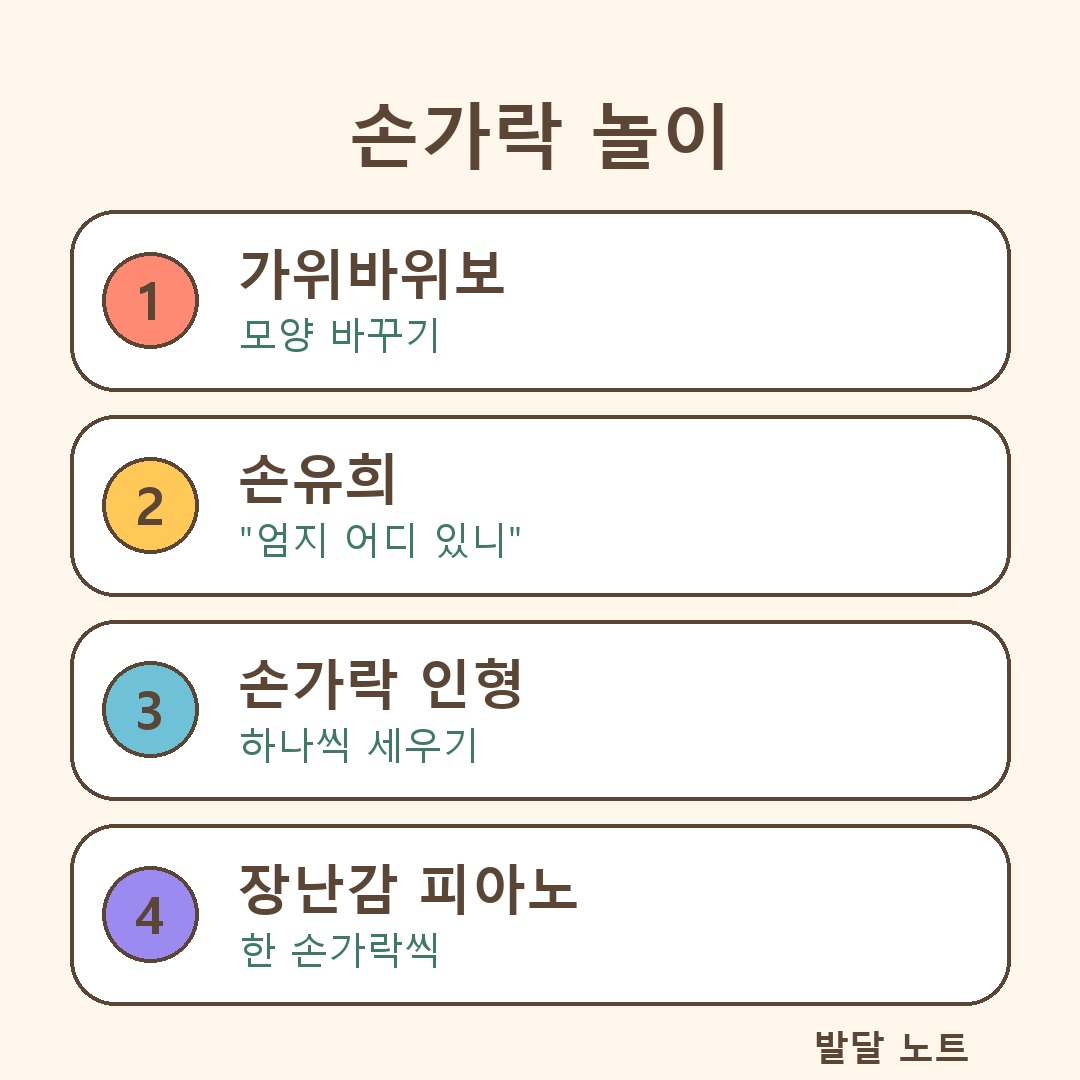 손가락 놀이
1
가위바위보
모양 바꾸기
2
손유희
"엄지 어디 있니"
3
손가락 인형
하나씩 세우기
4
장난감 피아노
한 손가락씩
발달 노트